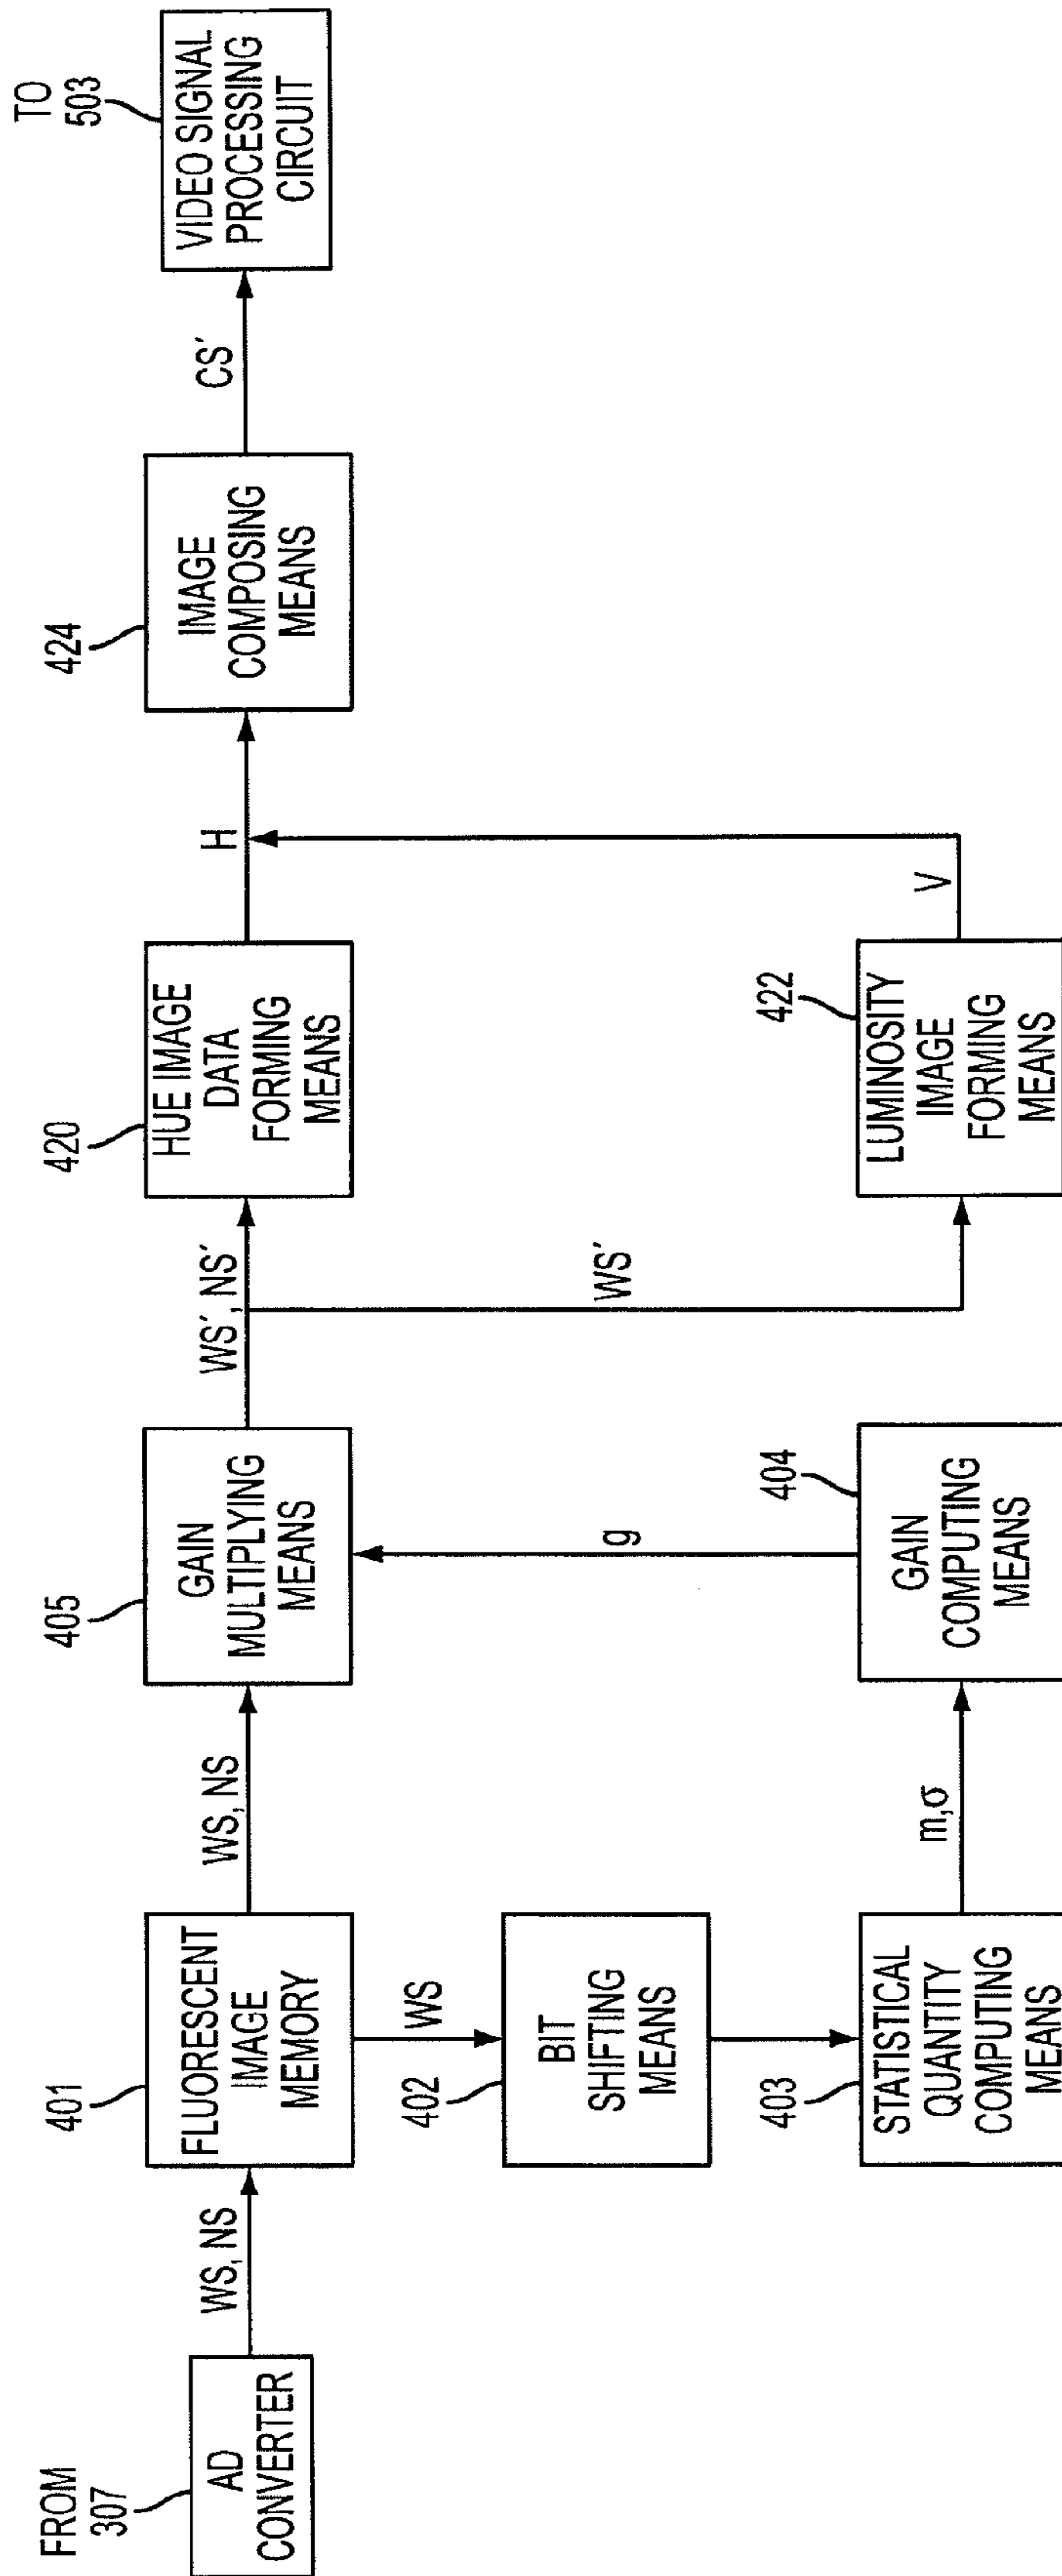 FROM
307
AD
CONVERTER
WS, NS
401
FLUORESCENT
IMAGE
MEMORY
WS
402
BIT
SHIFTING
MEANS
403
STATISTICAL
QUANTITY
COMPUTING
MEANS
m,σ
404
GAIN
COMPUTING
MEANS
g
WS, NS
405
GAIN
MULTIPLYING
MEANS
WS′, NS′
WS′
420
HUE IMAGE
DATA
FORMING
MEANS
H
422
LUMINOSITY
IMAGE
FORMING
MEANS
V
424
IMAGE
COMPOSING
MEANS
CS′
TO
503
VIDEO SIGNAL
PROCESSING
CIRCUIT